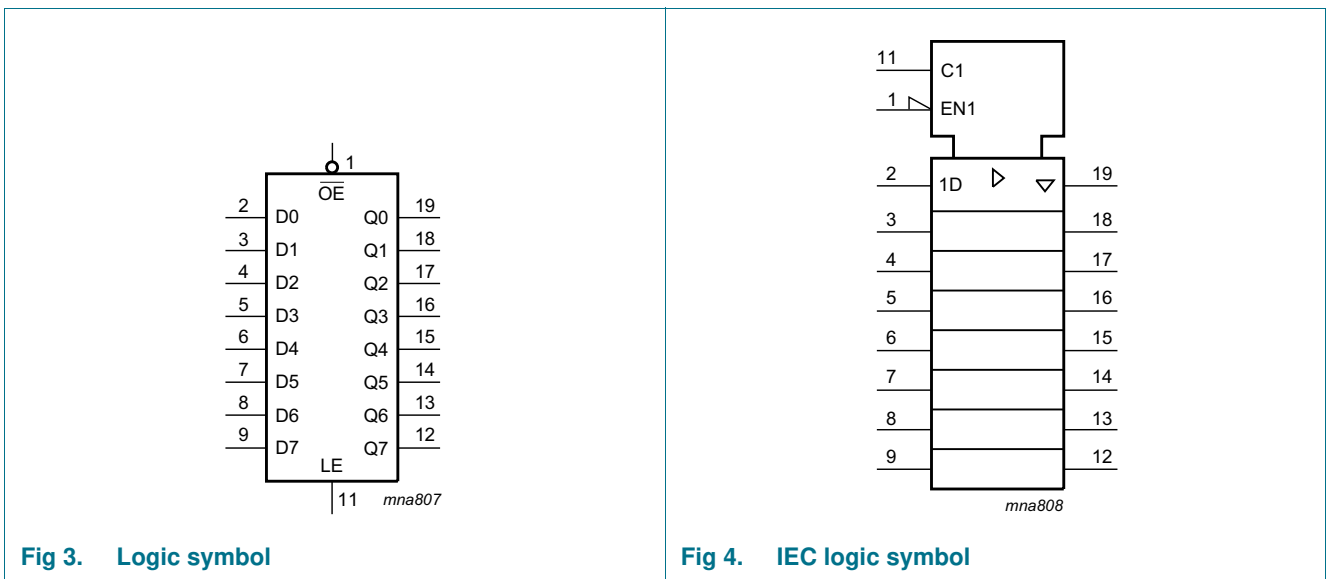 1
OE
2 D0 Q0 19
3 D1 Q1 18
4 D2 Q2 17
5 D3 Q3 16
6 D4 Q4 15
7 D5 Q5 14
8 D6 Q6 13
9 D7 Q7 12
LE
11 mna807
Fig 3. Logic symbol
11 C1
1 EN1
2 1D 19
3 18
4 17
5 16
6 15
7 14
8 13
9 12
mna808
Fig 4. IEC logic symbol